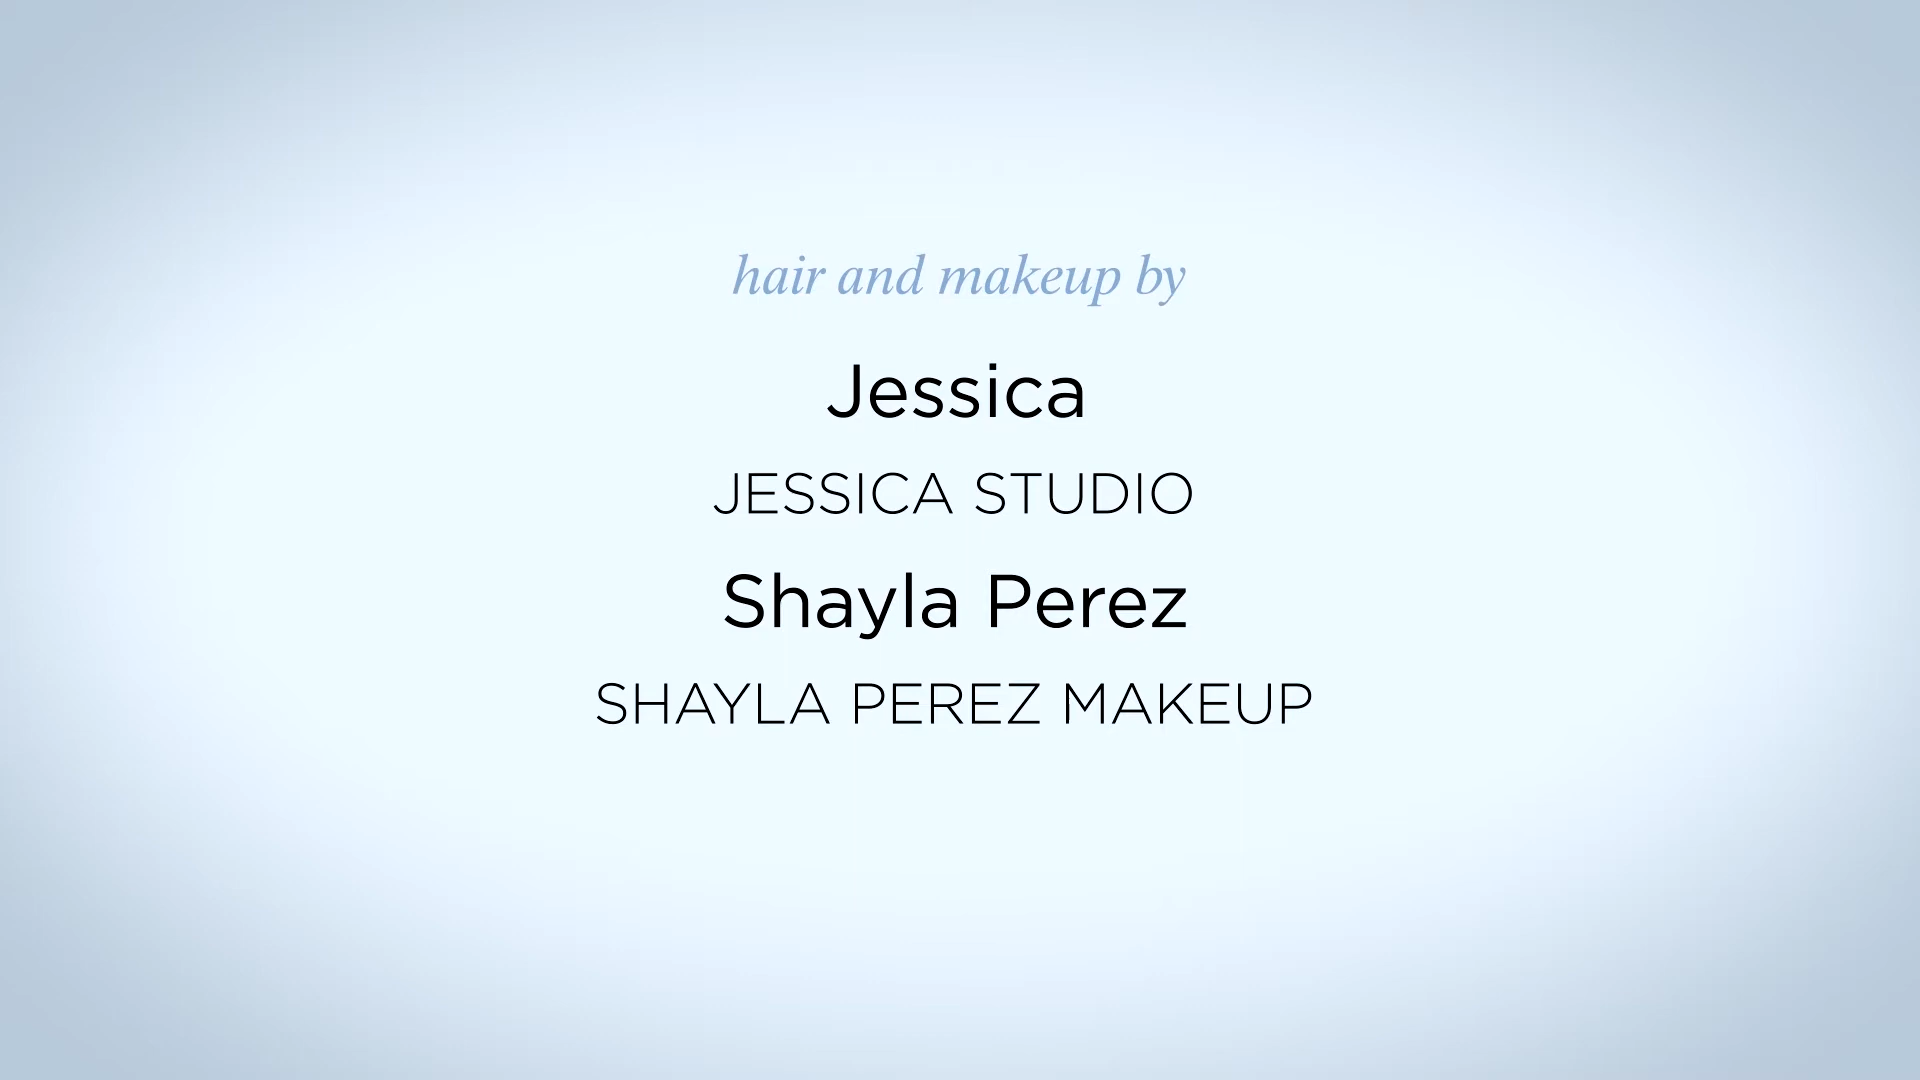 hair and makeup by
Jessica
JESSICA STUDIO
Shayla Perez
SHAYLA PEREZ MAKEUP